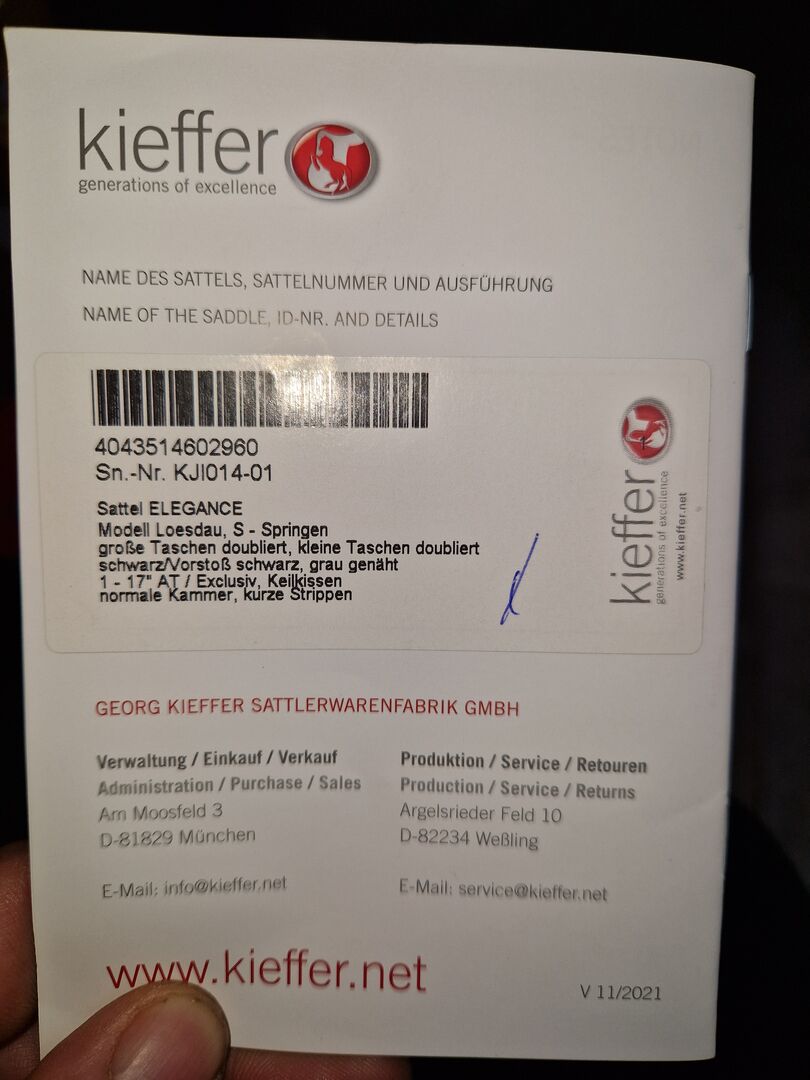 kieffer
generations of excellence
NAME DES SATTELS, SATTELNUMMER UND AUSFÜHRUNG
NAME OF THE SADDLE, ID-NR. AND DETAILS
4043514602960
Sn.-Nr. KJI014-01
Sattel ELEGANCE
Modell Loesdau, S - Springen
große Taschen doubliert, kleine Taschen doubliert
schwarz/Vorstoß schwarz, grau genäht
1 - 17" AT / Exclusiv, Keilkissen
normale Kammer, kurze Strippen
kieffer
generations of excellence
www.kieffer.net
GEORG KIEFFER SATTLERWARENFABRIK GMBH
Verwaltung / Einkauf / Verkauf
Administration / Purchase / Sales
Am Moosfeld 3
D-81829 München
E-Mail: info@kieffer.net
Produktion / Service / Retouren
Production / Service / Returns
Argelsrieder Feld 10
D-82234 Weßling
E-Mail: service@kieffer.net
www.kieffer.net
V 11/2021